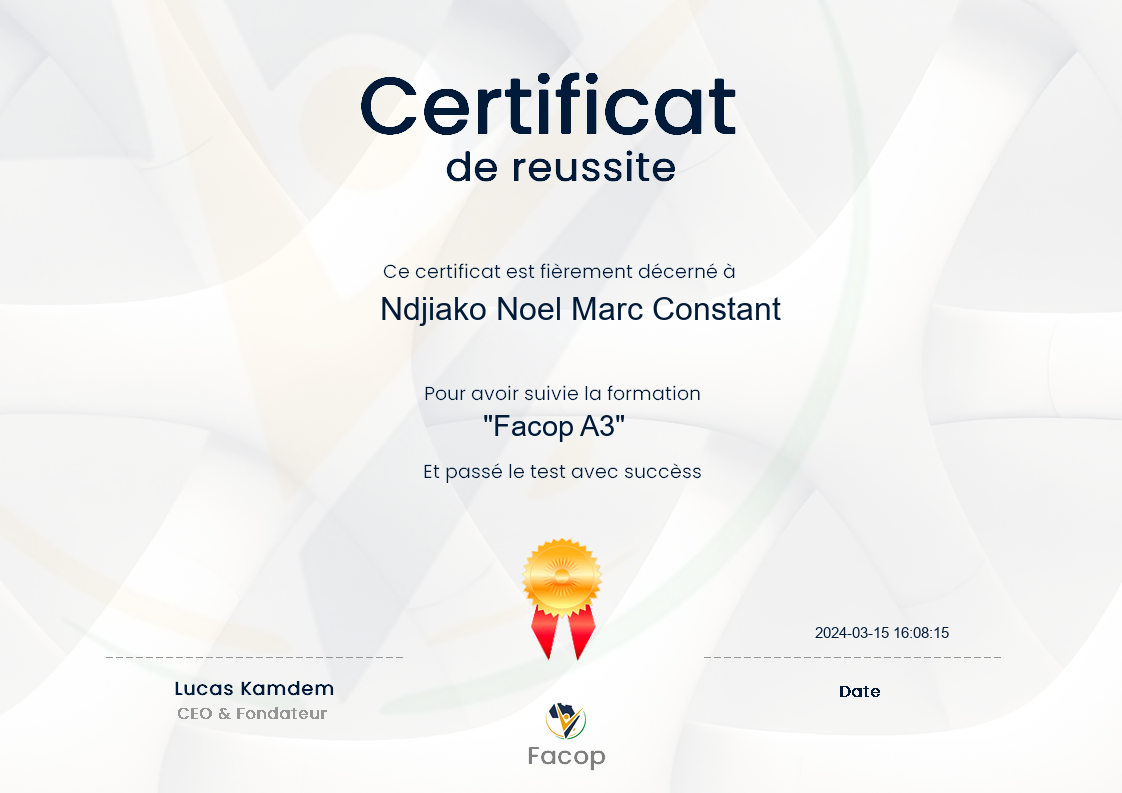 Certificat
de reussite
Ce certificat est fièrement décerné à
Ndjiako Noel Marc Constant
Pour avoir suivie la formation
"Facop A3"
Et passé le test avec succèss
2024-03-15 16:08:15
Lucas Kamdem
CEO & Fondateur
Date
Facop